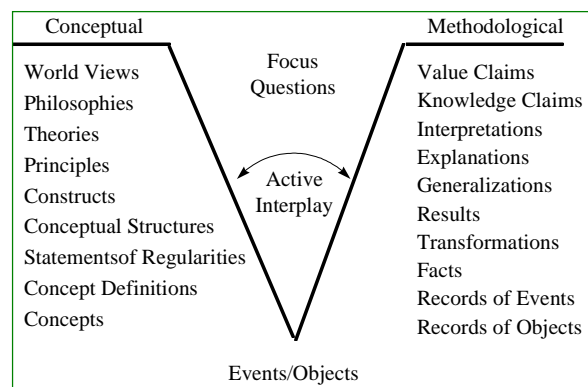 Conceptual
World Views
Philosophies
Theories
Principles
Constructs
Conceptual Structures
Statementsof Regularities
Concept Definitions
Concepts
Focus
Questions
Active
Interplay
Methodological
Value Claims
Knowledge Claims
Interpretations
Explanations
Generalizations
Results
Transformations
Facts
Records of Events
Records of Objects
Events/Objects